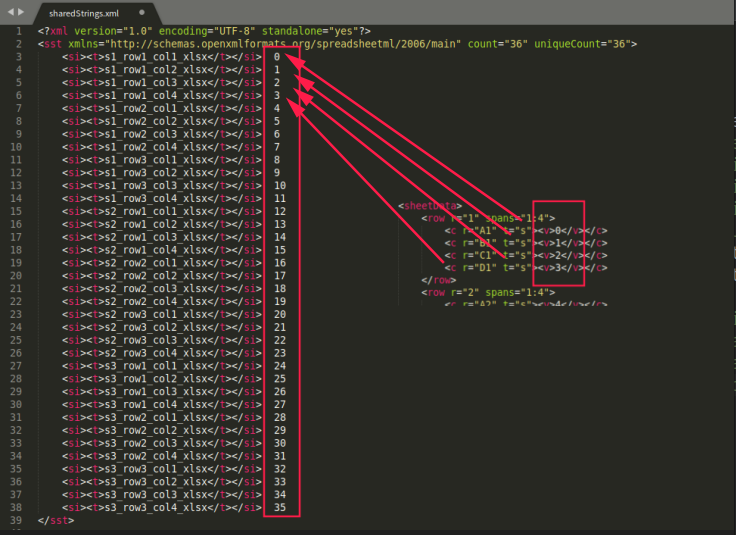 sharedStrings.xml
1 <?xml version="1.0" encoding="UTF-8" standalone="yes"?>
2 <sst xmlns="http://schemas.openxmlformats.org/spreadsheetml/2006/main" count="36" uniqueCount="36">
3 <si><t>s1_row1_col1_xlsx</t></si> 0
4 <si><t>s1_row1_col2_xlsx</t></si> 1
5 <si><t>s1_row1_col3_xlsx</t></si> 2
6 <si><t>s1_row1_col4_xlsx</t></si> 3
7 <si><t>s1_row2_col1_xlsx</t></si> 4
8 <si><t>s1_row2_col2_xlsx</t></si> 5
9 <si><t>s1_row2_col3_xlsx</t></si> 6
10 <si><t>s1_row2_col4_xlsx</t></si> 7
11 <si><t>s1_row3_col1_xlsx</t></si> 8
12 <si><t>s1_row3_col2_xlsx</t></si> 9
13 <si><t>s1_row3_col3_xlsx</t></si> 10
14 <si><t>s1_row3_col4_xlsx</t></si> 11
15 <si><t>s2_row1_col1_xlsx</t></si> 12
16 <si><t>s2_row1_col2_xlsx</t></si> 13
17 <si><t>s2_row1_col3_xlsx</t></si> 14
18 <si><t>s2_row1_col4_xlsx</t></si> 15
19 <si><t>s2_row2_col1_xlsx</t></si> 16
20 <si><t>s2_row2_col2_xlsx</t></si> 17
21 <si><t>s2_row2_col3_xlsx</t></si> 18
22 <si><t>s2_row2_col4_xlsx</t></si> 19
23 <si><t>s2_row3_col1_xlsx</t></si> 20
24 <si><t>s2_row3_col2_xlsx</t></si> 21
25 <si><t>s2_row3_col3_xlsx</t></si> 22
26 <si><t>s2_row3_col4_xlsx</t></si> 23
27 <si><t>s3_row1_col1_xlsx</t></si> 24
28 <si><t>s3_row1_col2_xlsx</t></si> 25
29 <si><t>s3_row1_col3_xlsx</t></si> 26
30 <si><t>s3_row1_col4_xlsx</t></si> 27
31 <si><t>s3_row2_col1_xlsx</t></si> 28
32 <si><t>s3_row2_col2_xlsx</t></si> 29
33 <si><t>s3_row2_col3_xlsx</t></si> 30
34 <si><t>s3_row2_col4_xlsx</t></si> 31
35 <si><t>s3_row3_col1_xlsx</t></si> 32
36 <si><t>s3_row3_col2_xlsx</t></si> 33
37 <si><t>s3_row3_col3_xlsx</t></si> 34
38 <si><t>s3_row3_col4_xlsx</t></si> 35
39 </sst>
<sheetData>
<row r="1" spans="1:4">
<c r="A1" t="s"><v>0</v></c>
<c r="B1" t="s"><v>1</v></c>
<c r="C1" t="s"><v>2</v></c>
<c r="D1" t="s"><v>3</v></c>
</row>
<row r="2" spans="1:4">
<c r="A2" t="s"><v>4</v></c>